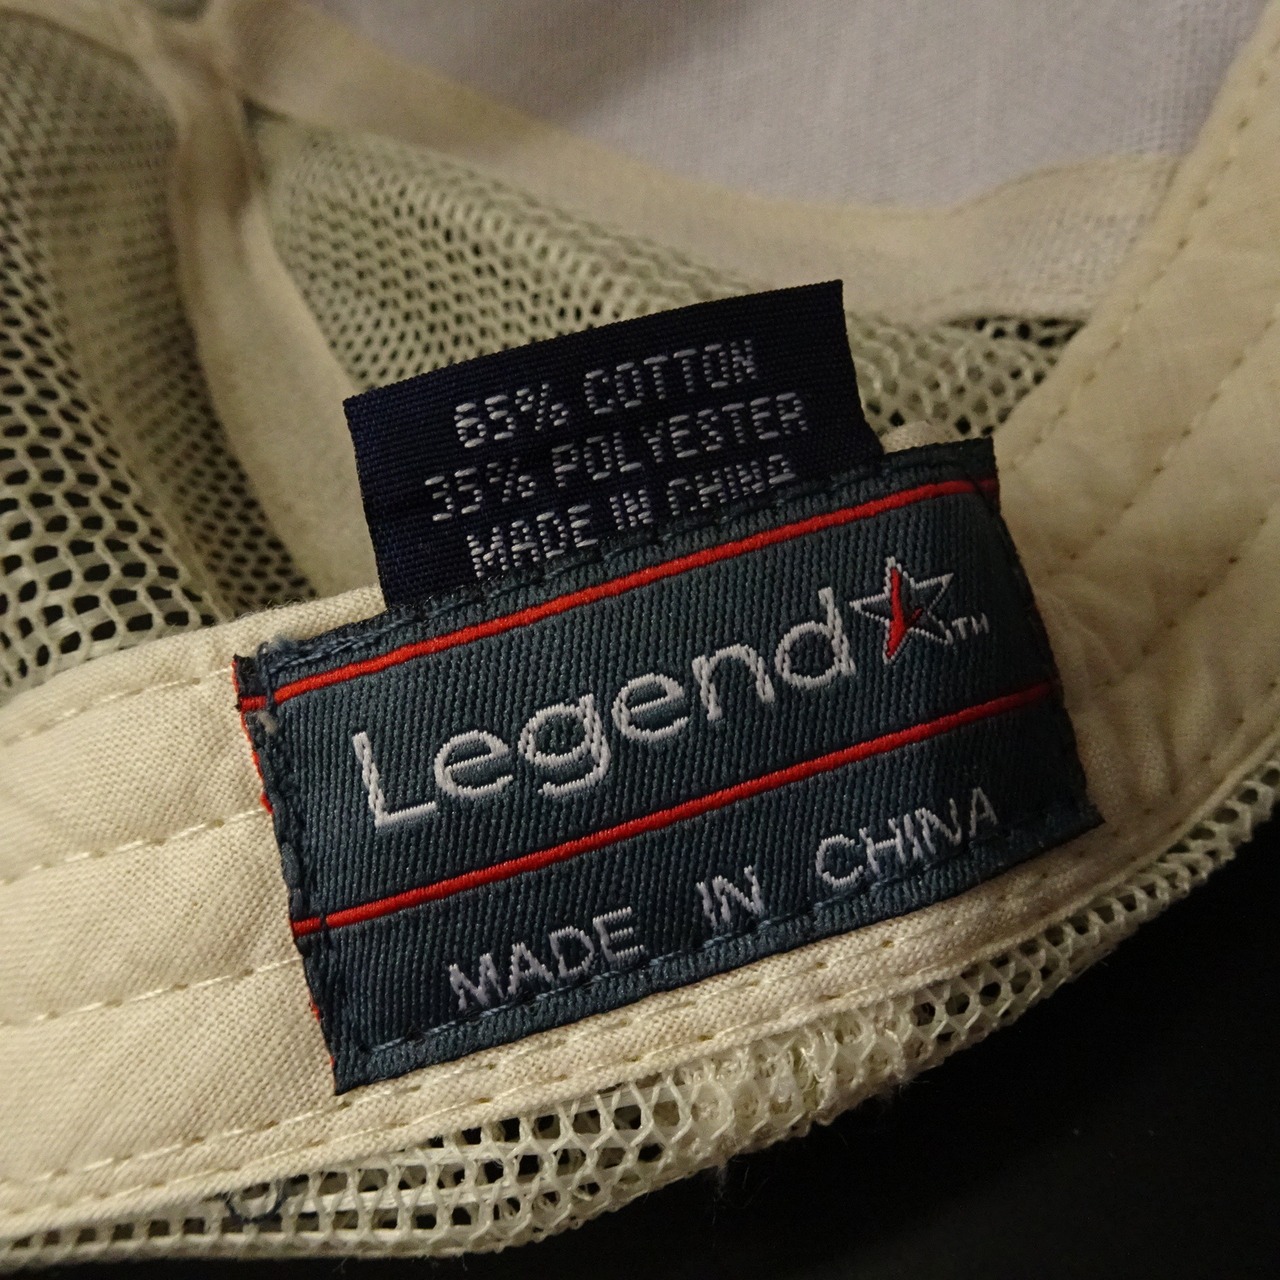 65% COTTON
35% POLYESTER
MADE IN CHINA
Legend TM
MADE IN CHINA